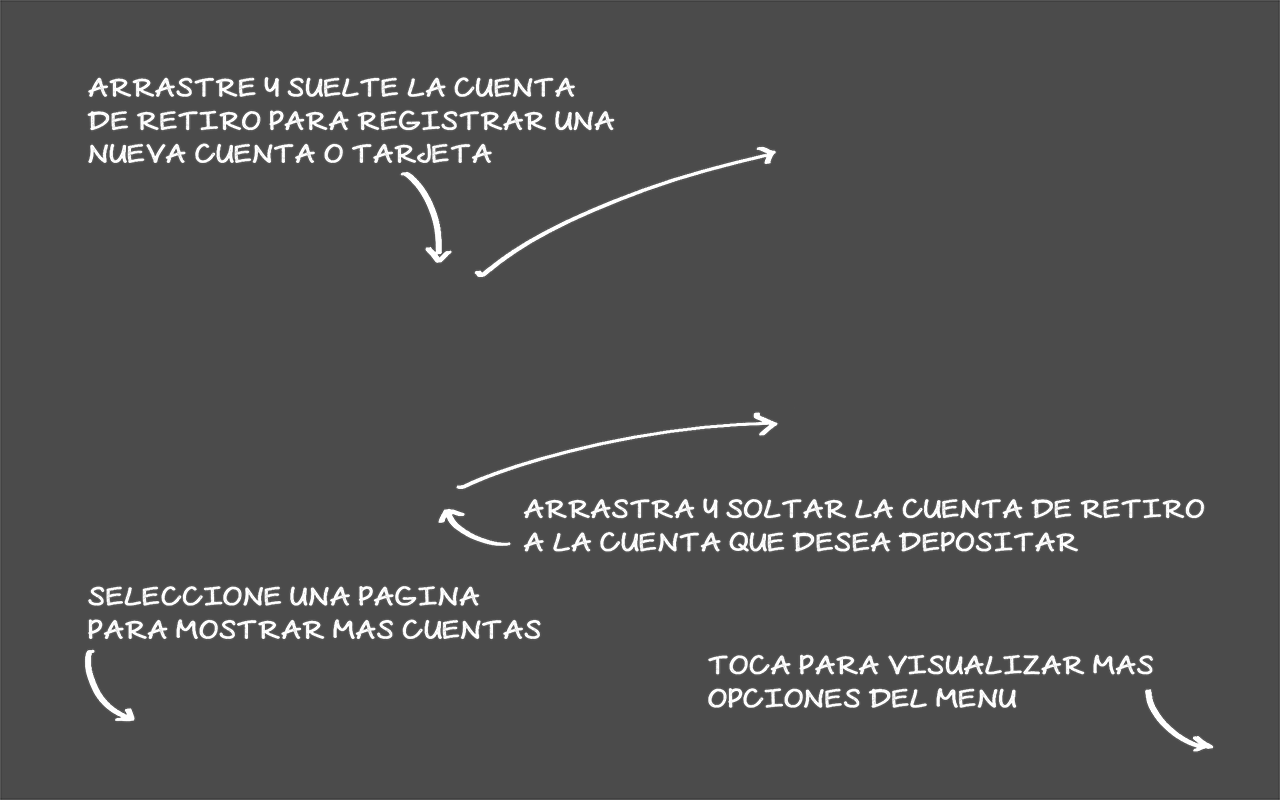 ARRASTRE Y SUELTE LA CUENTA
DE RETIRO PARA REGISTRAR UNA
NUEVA CUENTA O TARJETA
ARRASTRA Y SOLTAR LA CUENTA DE RETIRO
A LA CUENTA QUE DESEA DEPOSITAR
SELECCIONE UNA PAGINA
PARA MOSTRAR MAS CUENTAS
TOCA PARA VISUALIZAR MAS
OPCIONES DEL MENU